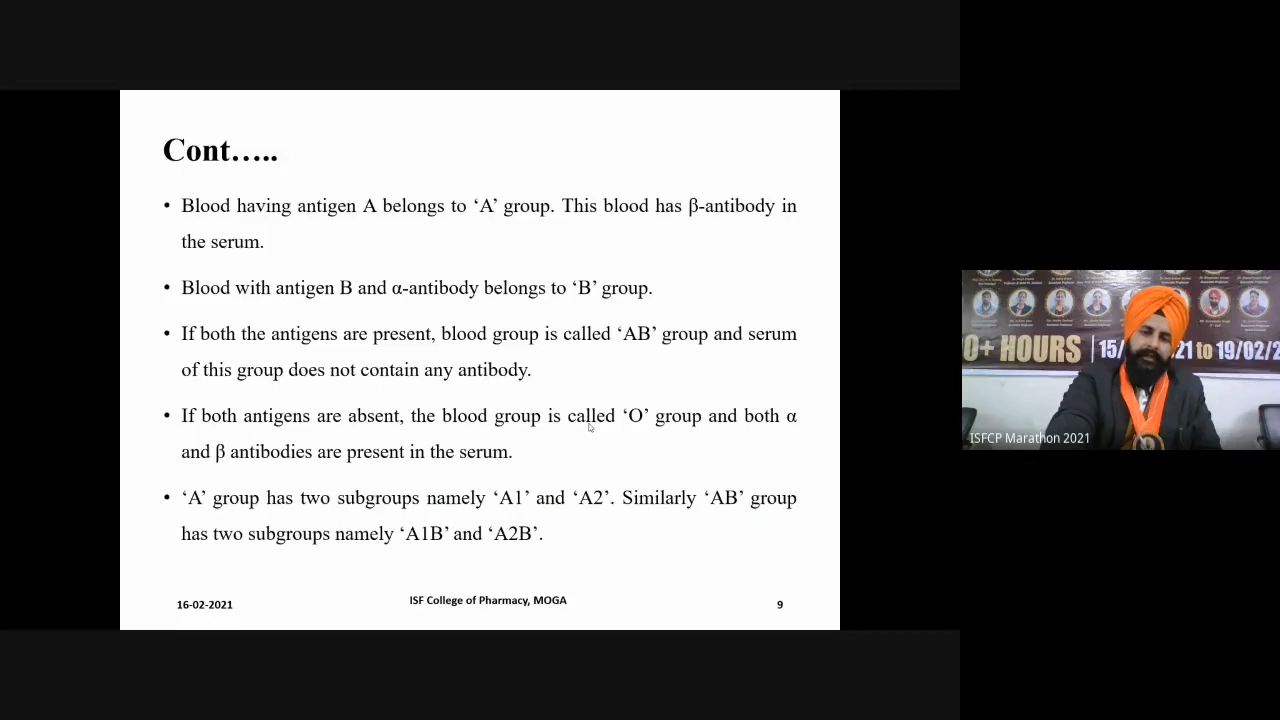 Cont…..
• Blood having antigen A belongs to ‘A’ group. This blood has β-antibody in
the serum.
• Blood with antigen B and α-antibody belongs to ‘B’ group.
• If both the antigens are present, blood group is called ‘AB’ group and serum
of this group does not contain any antibody.
• If both antigens are absent, the blood group is called ‘O’ group and both α
and β antibodies are present in the serum.
• ‘A’ group has two subgroups namely ‘A1’ and ‘A2’. Similarly ‘AB’ group
has two subgroups namely ‘A1B’ and ‘A2B’.
16-02-2021
ISF College of Pharmacy, MOGA
9
0+ HOURS
15/ 21 to 19/02/2
ISFCP Marathon 2021